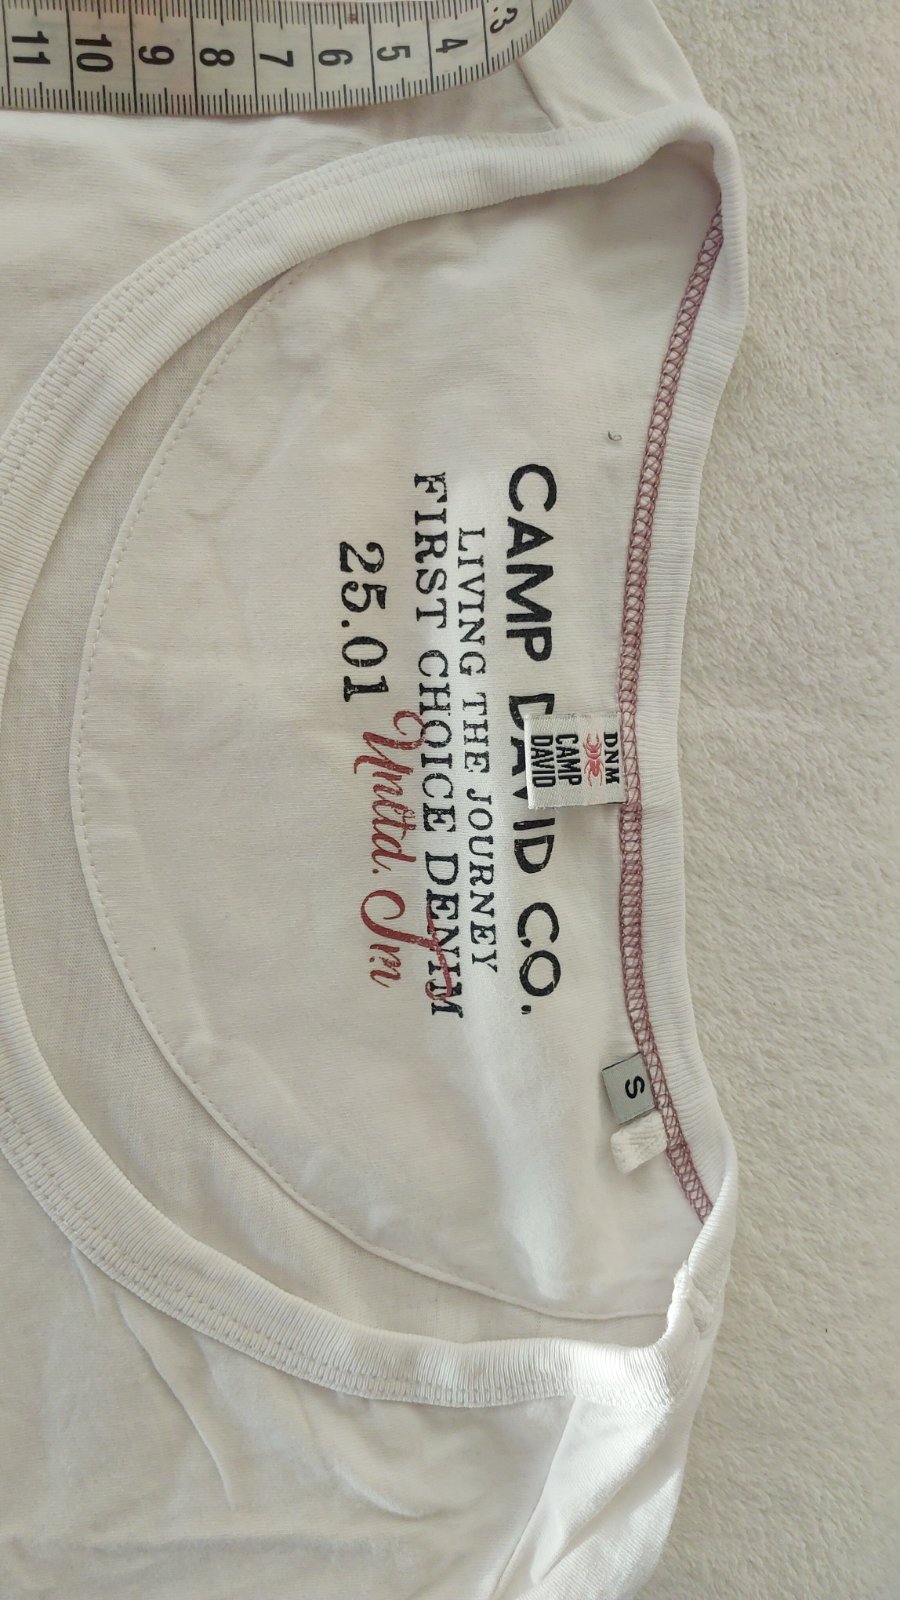 3 4 5 6 7 8 9 10 11
DNM
CAMP
DAVID
S
CAMP DAVID CO.
LIVING THE JOURNEY
FIRST CHOICE DENIM
25.01
Unltd. Jm